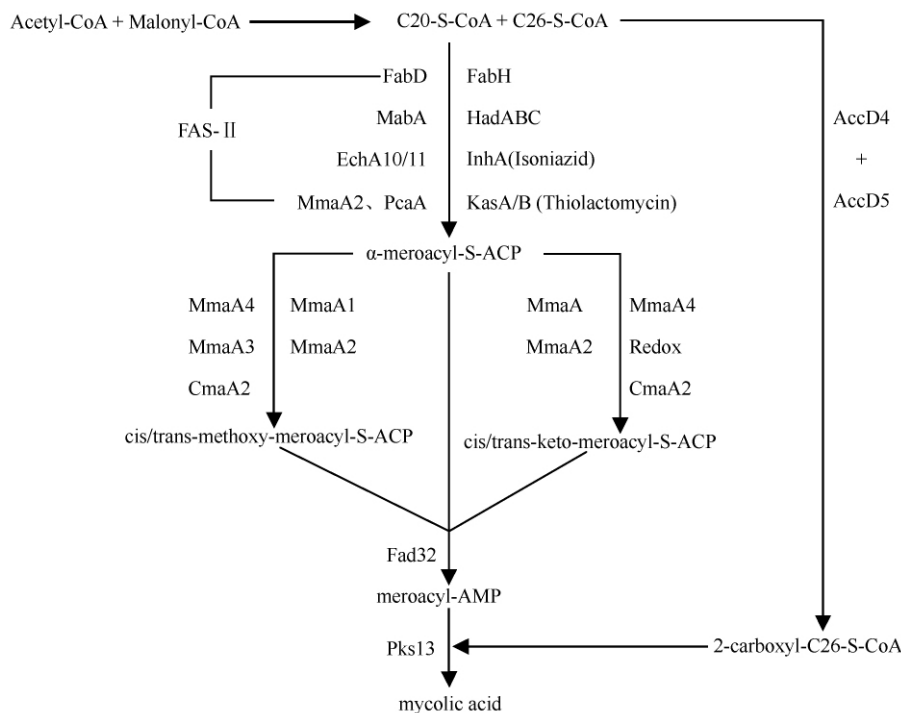 Acetyl-CoA + Malonyl-CoA
C20-S-CoA + C26-S-CoA
FabD
FabH
MabA
HadABC
FAS-Ⅱ
AccD4
EchA10/11
InhA(Isoniazid)
+
MmaA2、PcaA
KasA/B (Thiolactomycin)
AccD5
α-meroacyl-S-ACP
MmaA4
MmaA1
MmaA
MmaA4
MmaA3
MmaA2
MmaA2
Redox
CmaA2
CmaA2
cis/trans-methoxy-meroacyl-S-ACP
cis/trans-keto-meroacyl-S-ACP
Fad32
meroacyl-AMP
Pks13
2-carboxyl-C26-S-CoA
mycolic acid